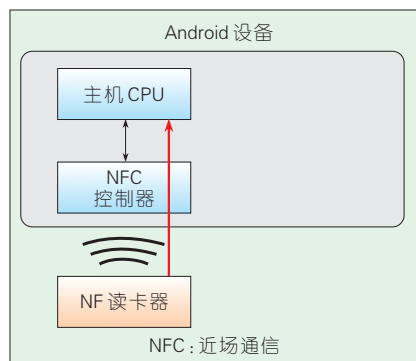 Android 设备
主机 CPU
NFC
控制器
NF 读卡器
NFC：近场通信